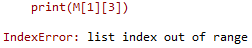 print(M[1][3])
IndexError: list index out of range